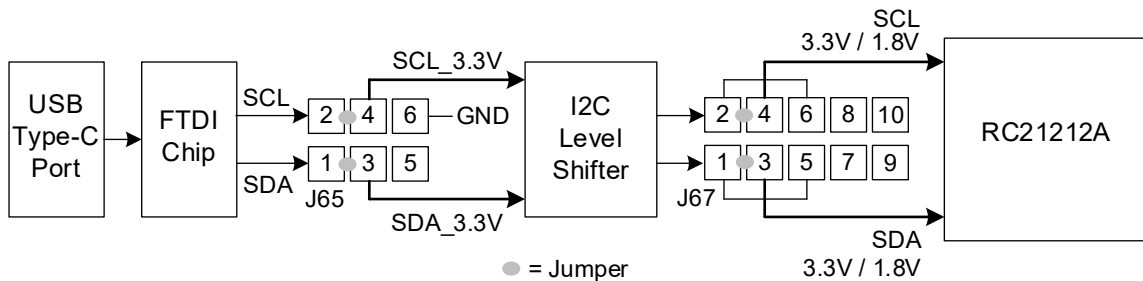 USB
Type-C
Port
FTDI
Chip
SCL
SDA
2 4 6
GND
1 3 5
J65
SCL_3.3V
SDA_3.3V
I2C
Level
Shifter
SCL
3.3V / 1.8V
2 4 6 8 10
1 3 5 7 9
J67
SDA
3.3V / 1.8V
RC21212A
= Jumper